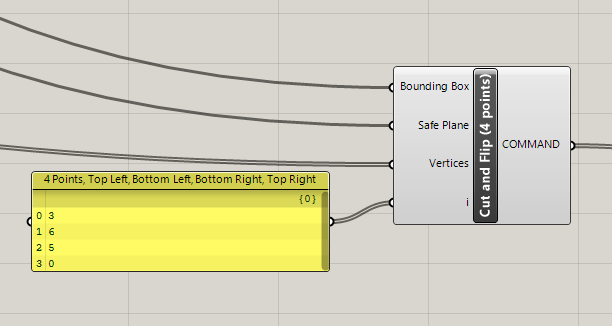 Bounding Box
Safe Plane
Vertices
i
Cut and Flip (4 points)
COMMAND
4 Points, Top Left, Bottom Left, Bottom Right, Top Right
{0}
0 3
1 6
2 5
3 0